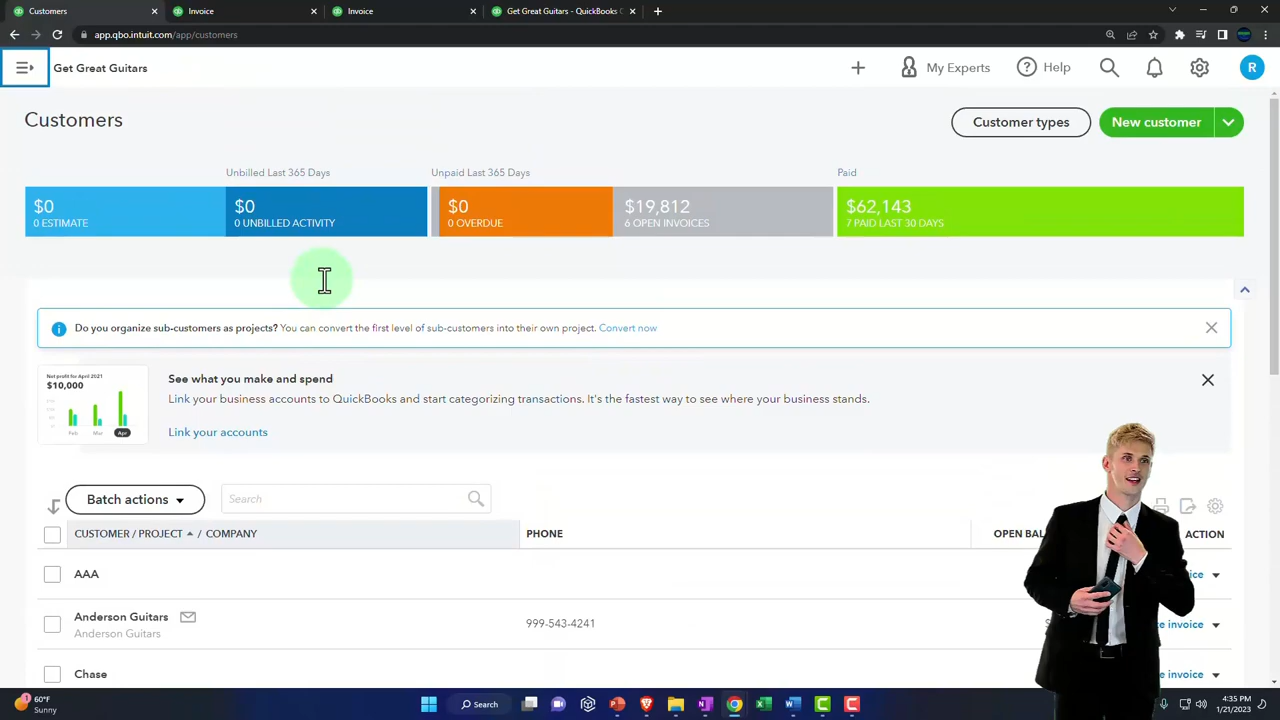 Customers
Invoice
Invoice
Get Great Guitars - QuickBooks
app.qbo.intuit.com/app/customers
Get Great Guitars
My Experts
Help
R
Customers
Customer types
New customer
Unbilled Last 365 Days
Unpaid Last 365 Days
Paid
$0
0 ESTIMATE
$0
0 UNBILLED ACTIVITY
$0
0 OVERDUE
$19,812
6 OPEN INVOICES
$62,143
7 PAID LAST 30 DAYS
Do you organize sub-customers as projects? You can convert the first level of sub-customers into their own project. Convert now
Net profit for April 2021
$10,000
Feb Mar Apr
See what you make and spend
Link your business accounts to QuickBooks and start categorizing transactions. It's the fastest way to see where your business stands.
Link your accounts
Batch actions
Search
CUSTOMER / PROJECT / COMPANY
PHONE
OPEN
ACTION
AAA
Anderson Guitars
Anderson Guitars
999-543-4241
invoice
Chase
invoice
1
60°F
Sunny
Search
4:35 PM
1/21/2023